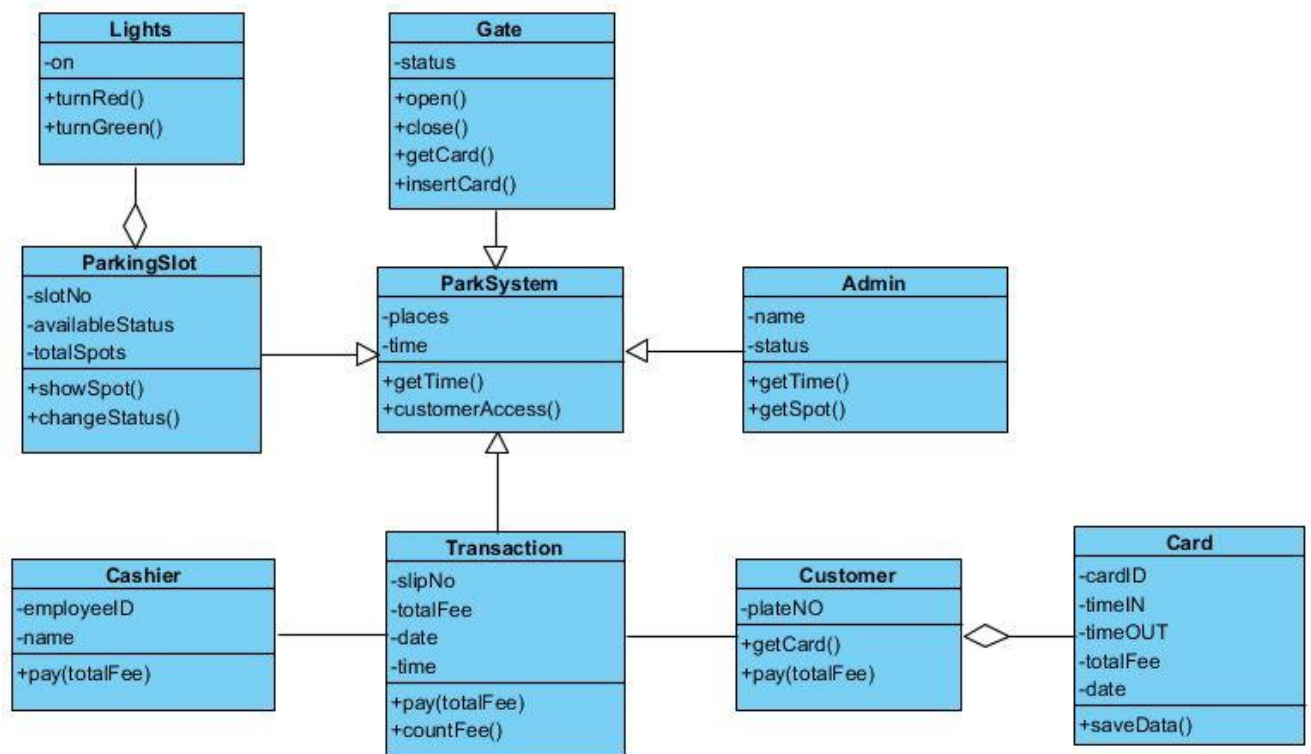 Lights
-on
+turnRed()
+turnGreen()
Gate
-status
+open()
+close()
+getCard()
+insertCard()
ParkingSlot
-slotNo
-availableStatus
-totalSpots
+showSpot()
+changeStatus()
ParkSystem
-places
-time
+getTime()
+customerAccess()
Admin
-name
-status
+getTime()
+getSpot()
Cashier
-employeeID
-name
+pay(totalFee)
Transaction
-slipNo
-totalFee
-date
-time
+pay(totalFee)
+countFee()
Customer
-plateNO
+getCard()
+pay(totalFee)
Card
-cardID
-timeIN
-timeOUT
-totalFee
-date
+saveData()